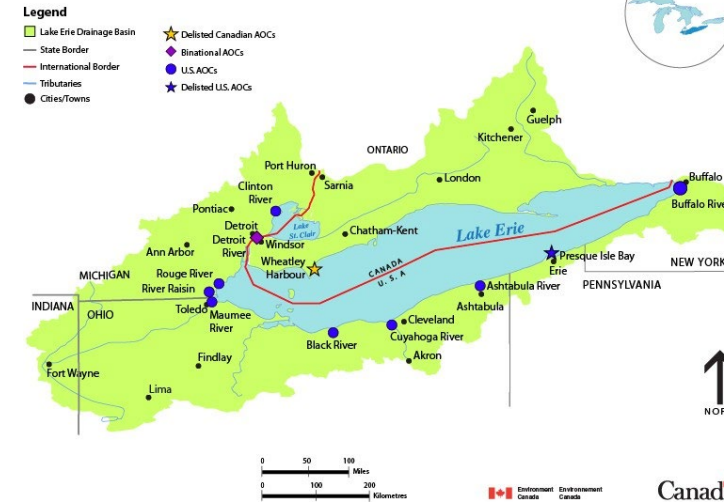 Legend
Lake Erie Drainage Basin
State Border
International Border
Tributaries
Cities/Towns
Delisted Canadian AOCs
Binational AOCs
U.S. AOCs
Delisted U.S. AOCs
Guelph
Kitchener
ONTARIO
Port Huron
Sarnia
London
Clinton
River
Buffalo
Buffalo Rive
Pontiac
Lake
St. Clair
Detroit
Detroit
River
Windsor
Chatham-Kent
Lake Erie
Ann Arbor
Wheatley
Harbour
CANADA
U. S. A
Presque Isle Bay
Erie
NEW YORK
PENNSYLVANIA
MICHIGAN
Rouge River
River Raisin
Ashtabula River
Ashtabula
INDIANA
OHIO
Toledo
Maumee
River
Cleveland
Cuyahoga River
Black River
Akron
Findlay
Fort Wayne
Lima
NOR
0 50 100
Miles
0 100 200
Kilometres
Environment Environnement
Canada Canada
Canad